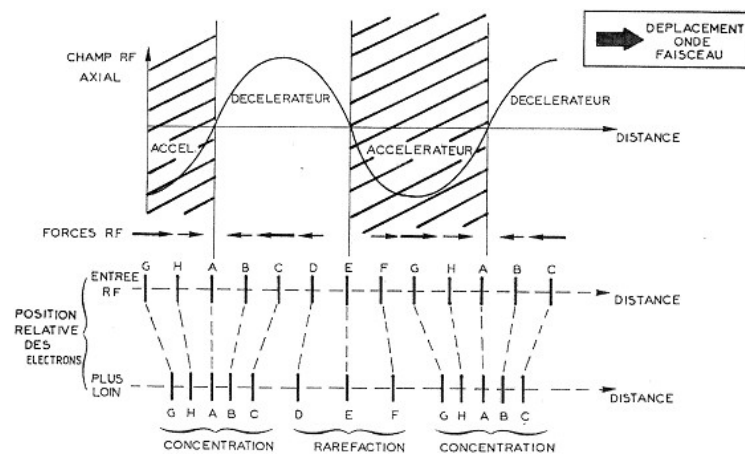 DEPLACEMENT
ONDE
FAISCEAU
CHAMP RF
AXIAL
DECELERATEUR
DECELERATEUR
ACCEL.
ACCELERATEUR
DISTANCE
FORCES RF
G H A B C D E F G H A B C
ENTREE
RF
DISTANCE
POSITION
RELATIVE
DES
ELECTRONS
PLUS
LOIN
DISTANCE
G H A B C D E F G H A B C
CONCENTRATION RAREFACTION CONCENTRATION